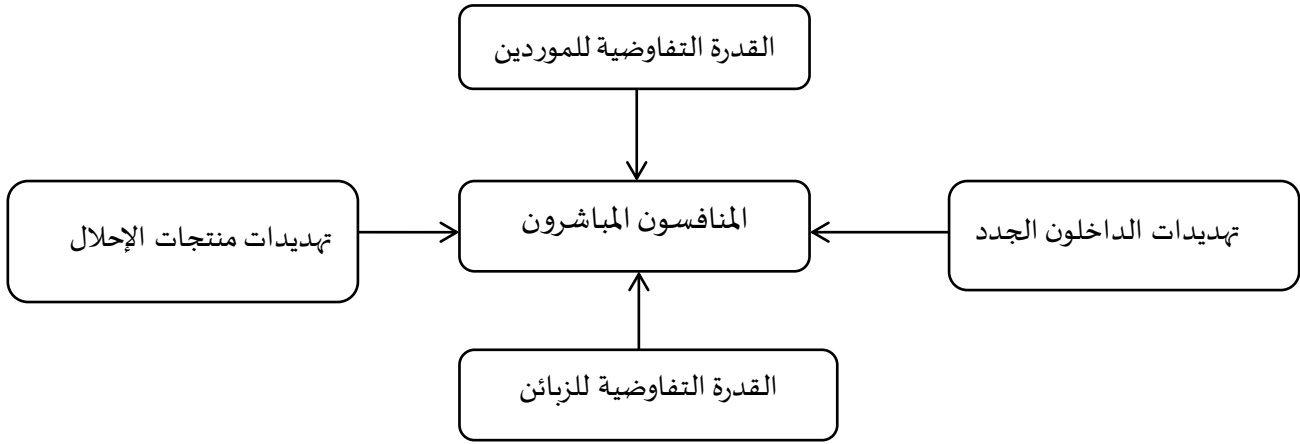 القدرة التفاوضية للموردين
المنافسون المباشرون
تهديدات الداخلون الجدد
تهديدات منتجات الإحلال
القدرة التفاوضية للزبائن